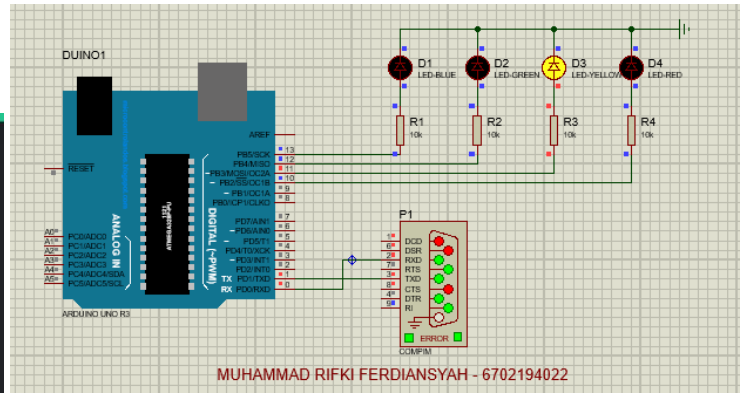 DUINO1
D1
LED-BLUE
D2
LED-GREEN
D3
LED-YELLOW
D4
LED-RED
R1
10k
R2
10k
R3
10k
R4
10k
AREF
RESET
PB5/SCK 13
PB4/MISO 12
~PB3/MOSI/OC2A 11
~PB2/SS/OC1B 10
~PB1/OC1A 9
PB0/ICP1/CLKO 8
PD7/AIN1 7
~PD6/AIN0 6
~PD5/T1 5
PD4/T0/XCK 4
~PD3/INT1 3
PD2/INT0 2
TX PD1/TXD 1
RX PD0/RXD 0
DIGITAL (~PWM)
ANALOG IN
ATMEGA328P-PU
A0 PC0/ADC0
A1 PC1/ADC1
A2 PC2/ADC2
A3 PC3/ADC3
A4 PC4/ADC4/SDA
A5 PC5/ADC5/SCL
ARDUINO UNO R3
P1
1 DCD
6 DSR
2 RXD
7 RTS
3 TXD
8 CTS
4 DTR
9 RI
ERROR
COMPIM
MUHAMMAD RIFKI FERDIANSYAH - 6702194022